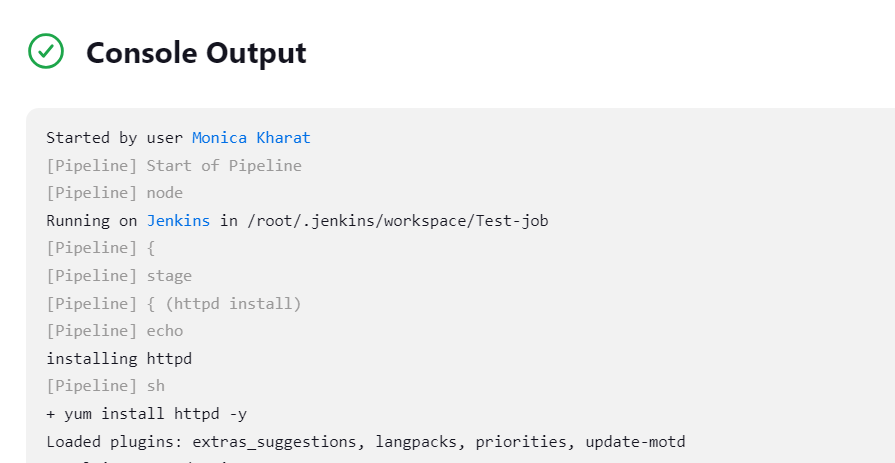 Console Output
Started by user Monica Kharat
[Pipeline] Start of Pipeline
[Pipeline] node
Running on Jenkins in /root/.jenkins/workspace/Test-job
[Pipeline] {
[Pipeline] stage
[Pipeline] { (httpd install)
[Pipeline] echo
installing httpd
[Pipeline] sh
+ yum install httpd -y
Loaded plugins: extras_suggestions, langpacks, priorities, update-motd